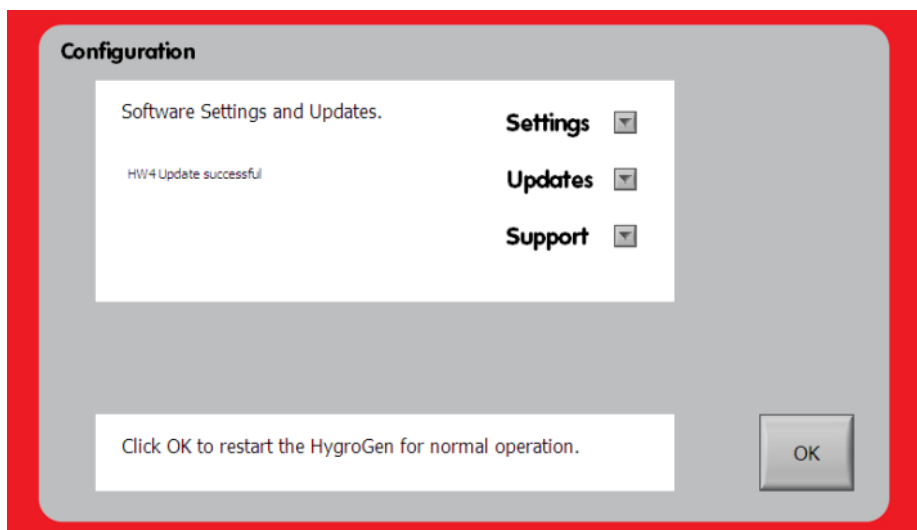 Configuration
Software Settings and Updates.
Settings
HW4 Update successful
Updates
Support
Click OK to restart the HygroGen for normal operation.
OK